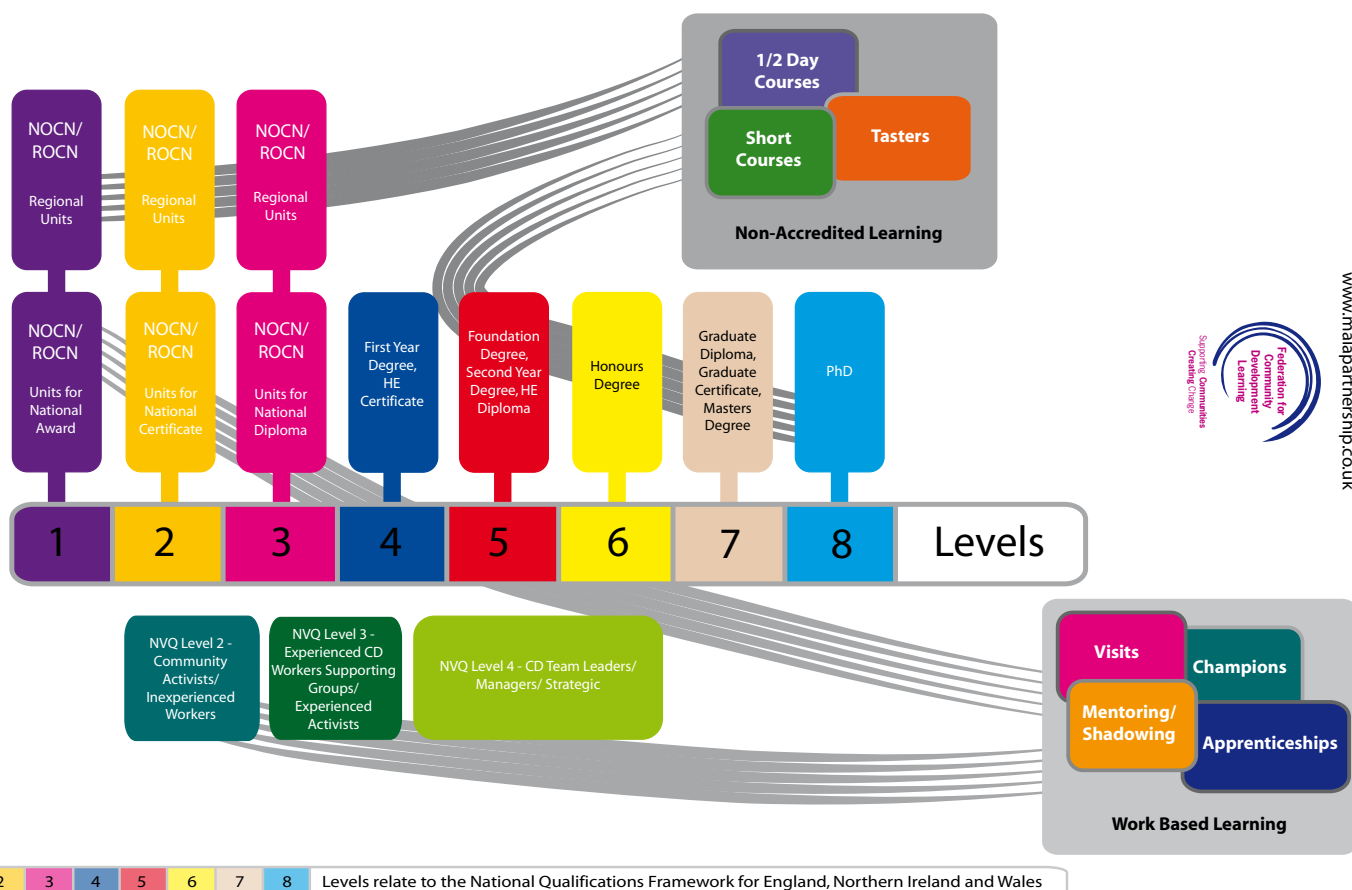 1/2 Day
Courses
Short
Courses
Tasters
Non-Accredited Learning
NOCN/
ROCN
Regional
Units
NOCN/
ROCN
Regional
Units
NOCN/
ROCN
Regional
Units
NOCN/
ROCN
Units for
National
Award
NOCN/
ROCN
Units for
National
Certificate
NOCN/
ROCN
Units for
National
Diploma
First Year
Degree,
HE
Certificate
Foundation
Degree,
Second Year
Degree, HE
Diploma
Honours
Degree
Graduate
Diploma,
Graduate
Certificate,
Masters
Degree
PhD
1 2 3 4 5 6 7 8 Levels
NVQ Level 2 -
Community
Activists/
Inexperienced
Workers
NVQ Level 3 -
Experienced CD
Workers Supporting
Groups/
Experienced
Activists
NVQ Level 4 - CD Team Leaders/
Managers/ Strategic
Visits
Champions
Mentoring/
Shadowing
Apprenticeships
Work Based Learning
www.maiapartnership.co.uk
Federation for
Community
Development
Learning
Supporting Communities
Creating Change
2 3 4 5 6 7 8 Levels relate to the National Qualifications Framework for England, Northern Ireland and Wales